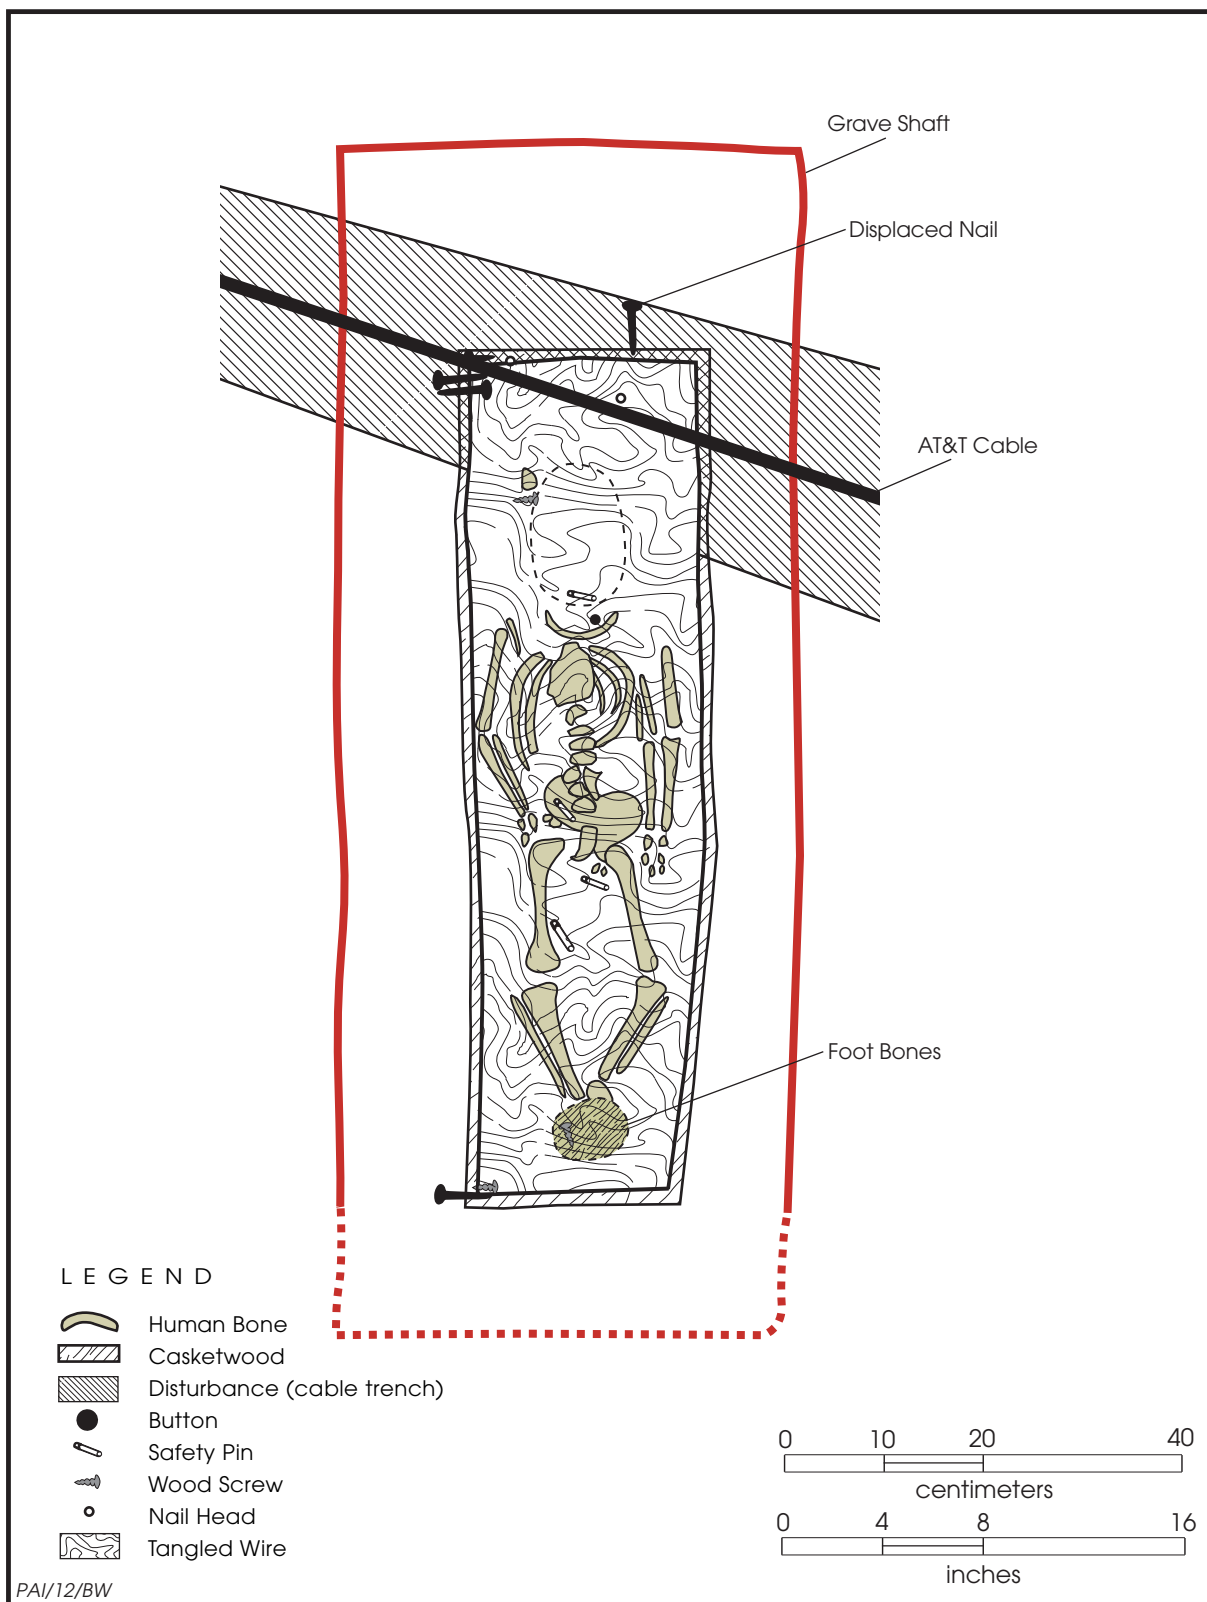 Grave Shaft
Displaced Nail
AT&T Cable
Foot Bones
LEGEND
Human Bone
Casketwood
Disturbance (cable trench)
Button
Safety Pin
Wood Screw
Nail Head
Tangled Wire
0 10 20 40
centimeters
0 4 8 16
inches
PAI/12/BW